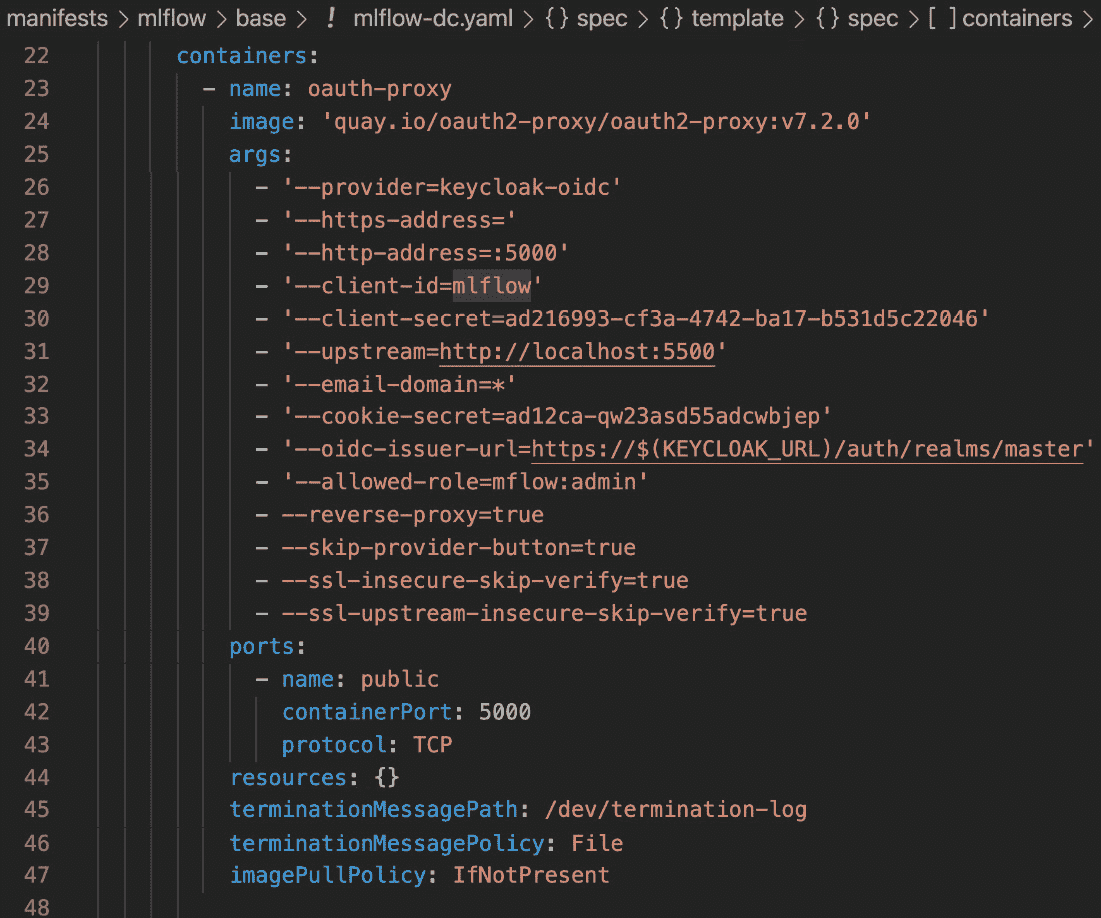 manifests > mlflow > base > ! mlflow-dc.yaml > {} spec > {} template > {} spec > [ ] containers >
22 containers:
23 - name: oauth-proxy
24 image: 'quay.io/oauth2-proxy/oauth2-proxy:v7.2.0'
25 args:
26 - '--provider=keycloak-oidc'
27 - '--https-address='
28 - '--http-address=:5000'
29 - '--client-id=mlflow'
30 - '--client-secret=ad216993-cf3a-4742-ba17-b531d5c22046'
31 - '--upstream=http://localhost:5500'
32 - '--email-domain=*'
33 - '--cookie-secret=ad12ca-qw23asd55adcwbjep'
34 - '--oidc-issuer-url=https://$(KEYCLOAK_URL)/auth/realms/master'
35 - '--allowed-role=mflow:admin'
36 - --reverse-proxy=true
37 - --skip-provider-button=true
38 - --ssl-insecure-skip-verify=true
39 - --ssl-upstream-insecure-skip-verify=true
40 ports:
41 - name: public
42 containerPort: 5000
43 protocol: TCP
44 resources: {}
45 terminationMessagePath: /dev/termination-log
46 terminationMessagePolicy: File
47 imagePullPolicy: IfNotPresent
48